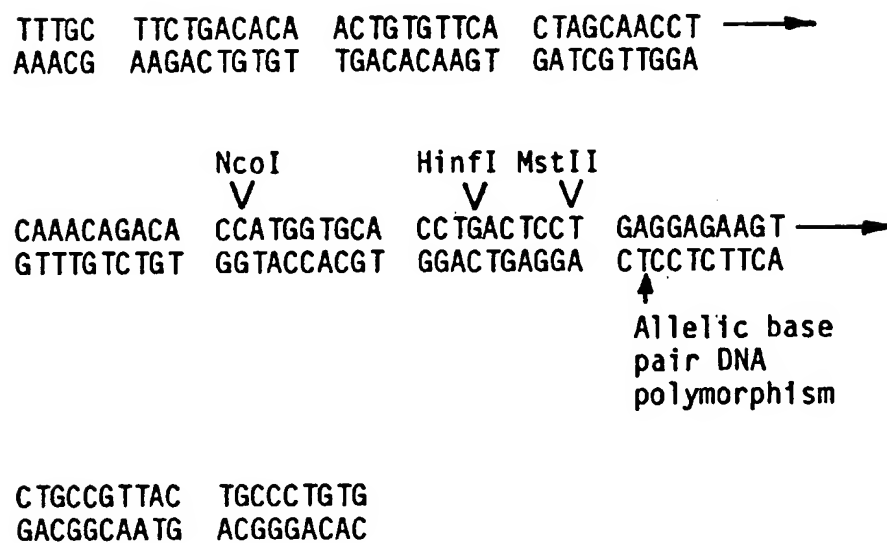 TTTGC TTCTGACACA ACTGTGTTCA CTAGCAACCT
AAACG AAGACTGTGT TGACACAAGT GATCGTTGGA
NcoI HinfI MstII
CAAACAGACA CCATGGTGCA CCTGACTCCT GAGGAGAAGT
GTTTGTCTGT GGTACCACGT GGACTGAGGA CTCCTCTTCA
Allelic base
pair DNA
polymorphism
CTGCCGTTAC TGCCCTGTG
GACGGCAATG ACGGGACAC